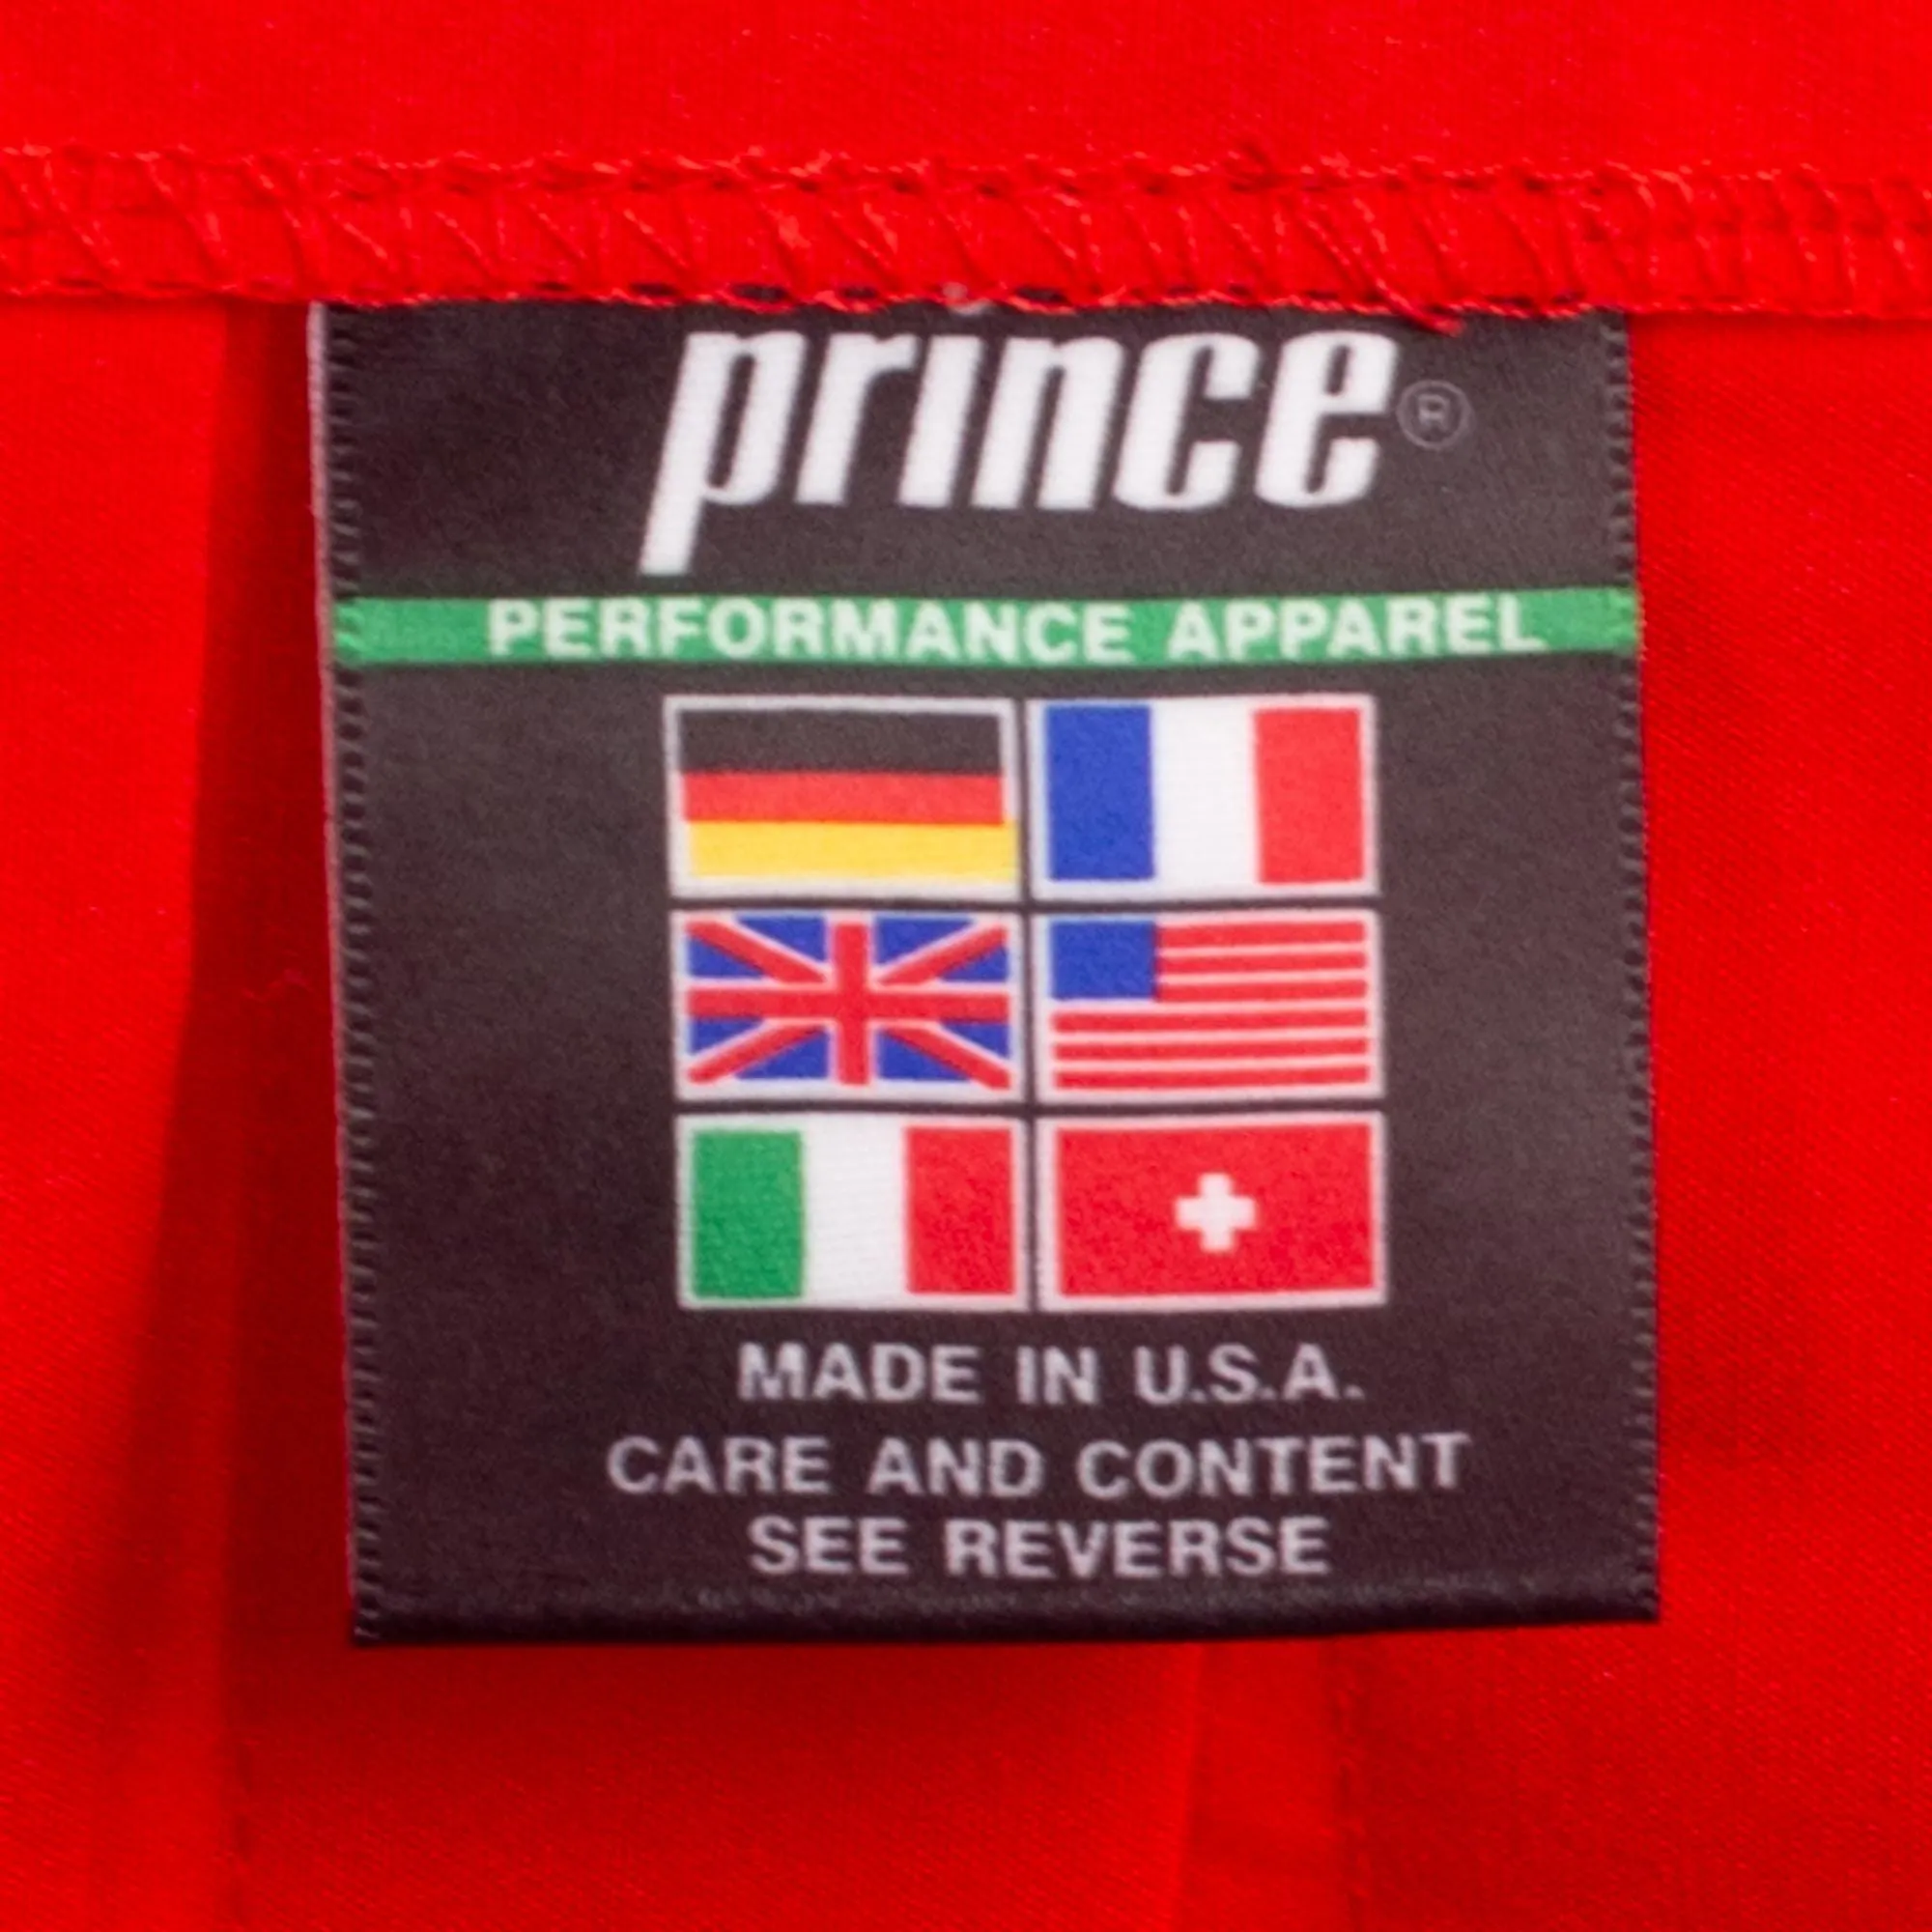 prince®
PERFORMANCE APPAREL
MADE IN U.S.A.
CARE AND CONTENT
SEE REVERSE